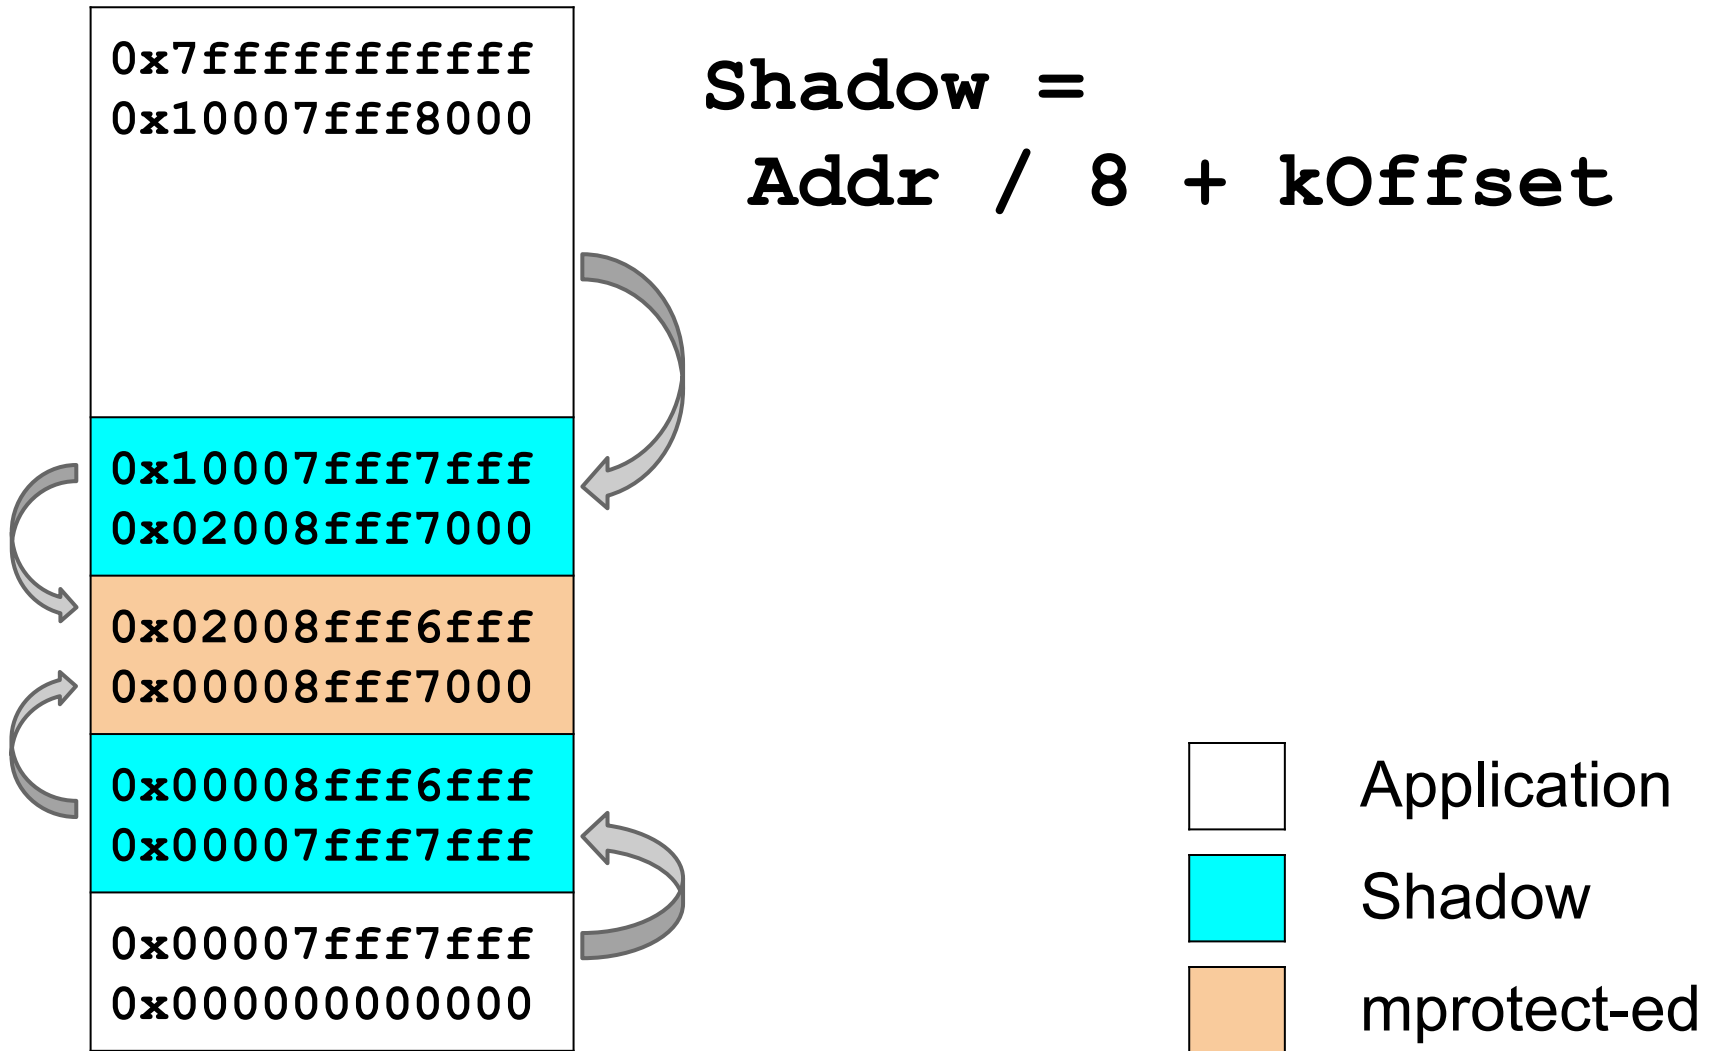 0x7fffffffffff
0x10007fff8000
Shadow =
Addr / 8 + kOffset
0x10007fff7fff
0x02008fff7000
0x02008fff6fff
0x00008fff7000
0x00008fff6fff
0x00007fff7fff
0x00007fff7fff
0x000000000000
Application
Shadow
mprotect-ed